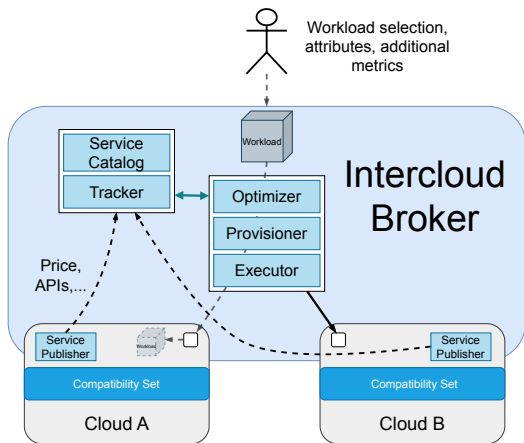 Workload selection,
attributes, additional
metrics
Workload
Service
Catalog
Tracker
Intercloud
Broker
Optimizer
Provisioner
Executor
Price,
APIs,...
Service
Publisher
Workload
Service
Publisher
Compatibility Set
Compatibility Set
Cloud A
Cloud B